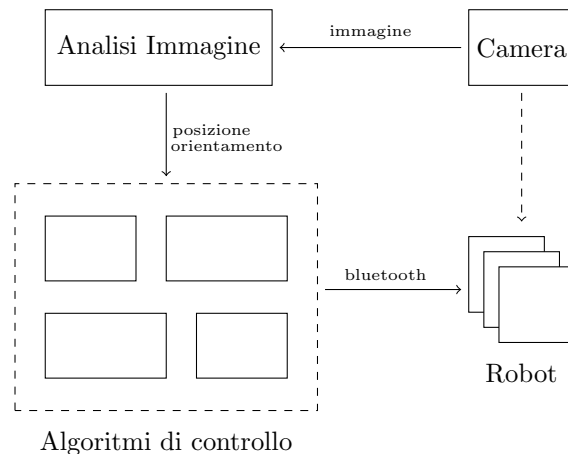 Analisi Immagine
immagine
Camera
posizione
orientamento
bluetooth
Robot
Algoritmi di controllo